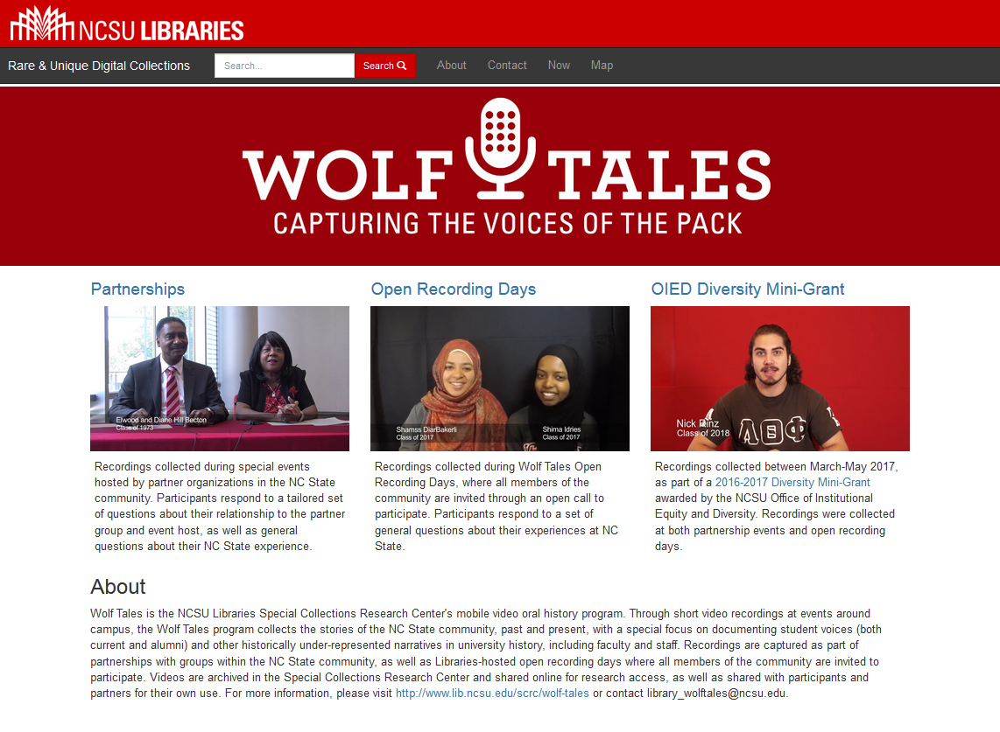 NCSU LIBRARIES
Rare & Unique Digital Collections
Search...
Search
About
Contact
Now
Map
WOLF TALES
CAPTURING THE VOICES OF THE PACK
Partnerships
Elwood and Diane Hill Becton
Class of 1973
Recordings collected during special events
hosted by partner organizations in the NC State
community. Participants respond to a tailored set
of questions about their relationship to the partner
group and event host, as well as general
questions about their NC State experience.
Open Recording Days
Shamss DiarBakerli
Class of 2017
Shima Idries
Class of 2017
Recordings collected during Wolf Tales Open
Recording Days, where all members of the
community are invited through an open call to
participate. Participants respond to a set of
general questions about their experiences at NC
State.
OIED Diversity Mini-Grant
ΛΘΦ
Nick Pinz
Class of 2018
Recordings collected between March-May 2017,
as part of a 2016-2017 Diversity Mini-Grant
awarded by the NCSU Office of Institutional
Equity and Diversity. Recordings were collected
at both partnership events and open recording
days.
About
Wolf Tales is the NCSU Libraries Special Collections Research Center's mobile video oral history program. Through short video recordings at events around
campus, the Wolf Tales program collects the stories of the NC State community, past and present, with a special focus on documenting student voices (both
current and alumni) and other historically under-represented narratives in university history, including faculty and staff. Recordings are captured as part of
partnerships with groups within the NC State community, as well as Libraries-hosted open recording days where all members of the community are invited to
participate. Videos are archived in the Special Collections Research Center and shared online for research access, as well as shared with participants and
partners for their own use. For more information, please visit http://www.lib.ncsu.edu/scrc/wolf-tales or contact library_wolftales@ncsu.edu.